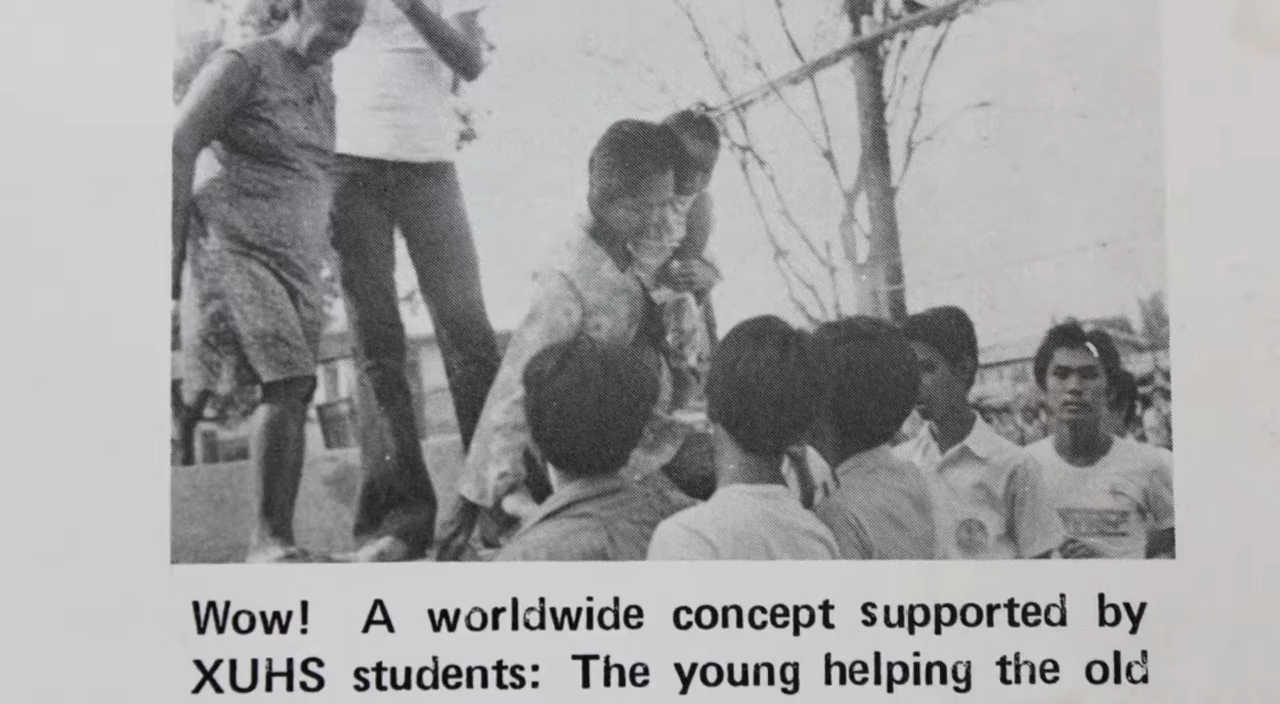 Wow! A worldwide concept supported by
XUHS students: The young helping the old